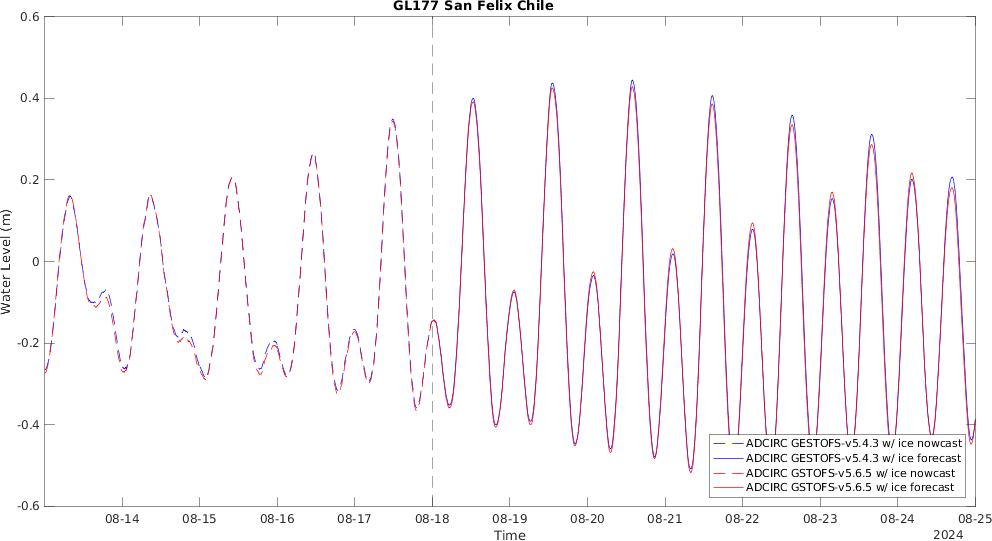 GL177 San Felix Chile
0.6
0.4
0.2
0
-0.2
-0.4
-0.6
Water Level (m)
ADCIRC GESTOFS-v5.4.3 w/ ice nowcast
ADCIRC GESTOFS-v5.4.3 w/ ice forecast
ADCIRC GSTOFS-v5.6.5 w/ ice nowcast
ADCIRC GSTOFS-v5.6.5 w/ ice forecast
08-14 08-15 08-16 08-17 08-18 08-19 08-20 08-21 08-22 08-23 08-24 08-25
Time
2024